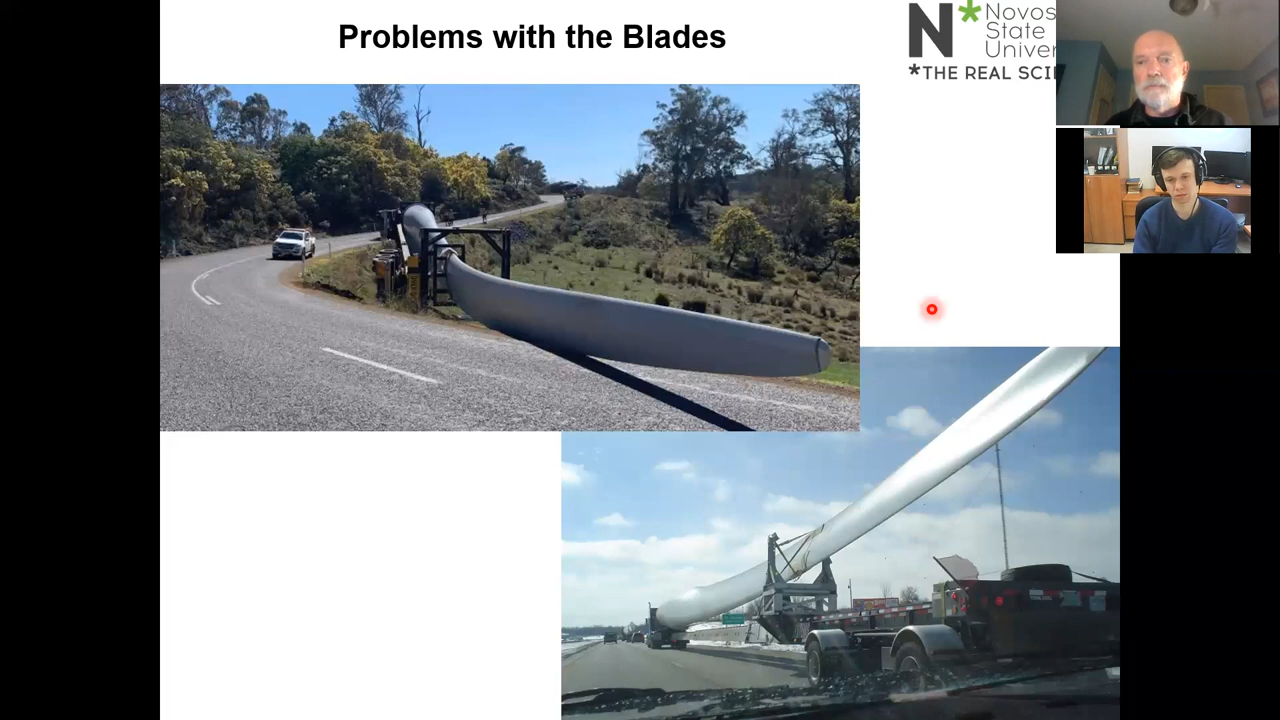 Problems with the Blades
N*
Novos
State
Univer
*THE REAL SCI